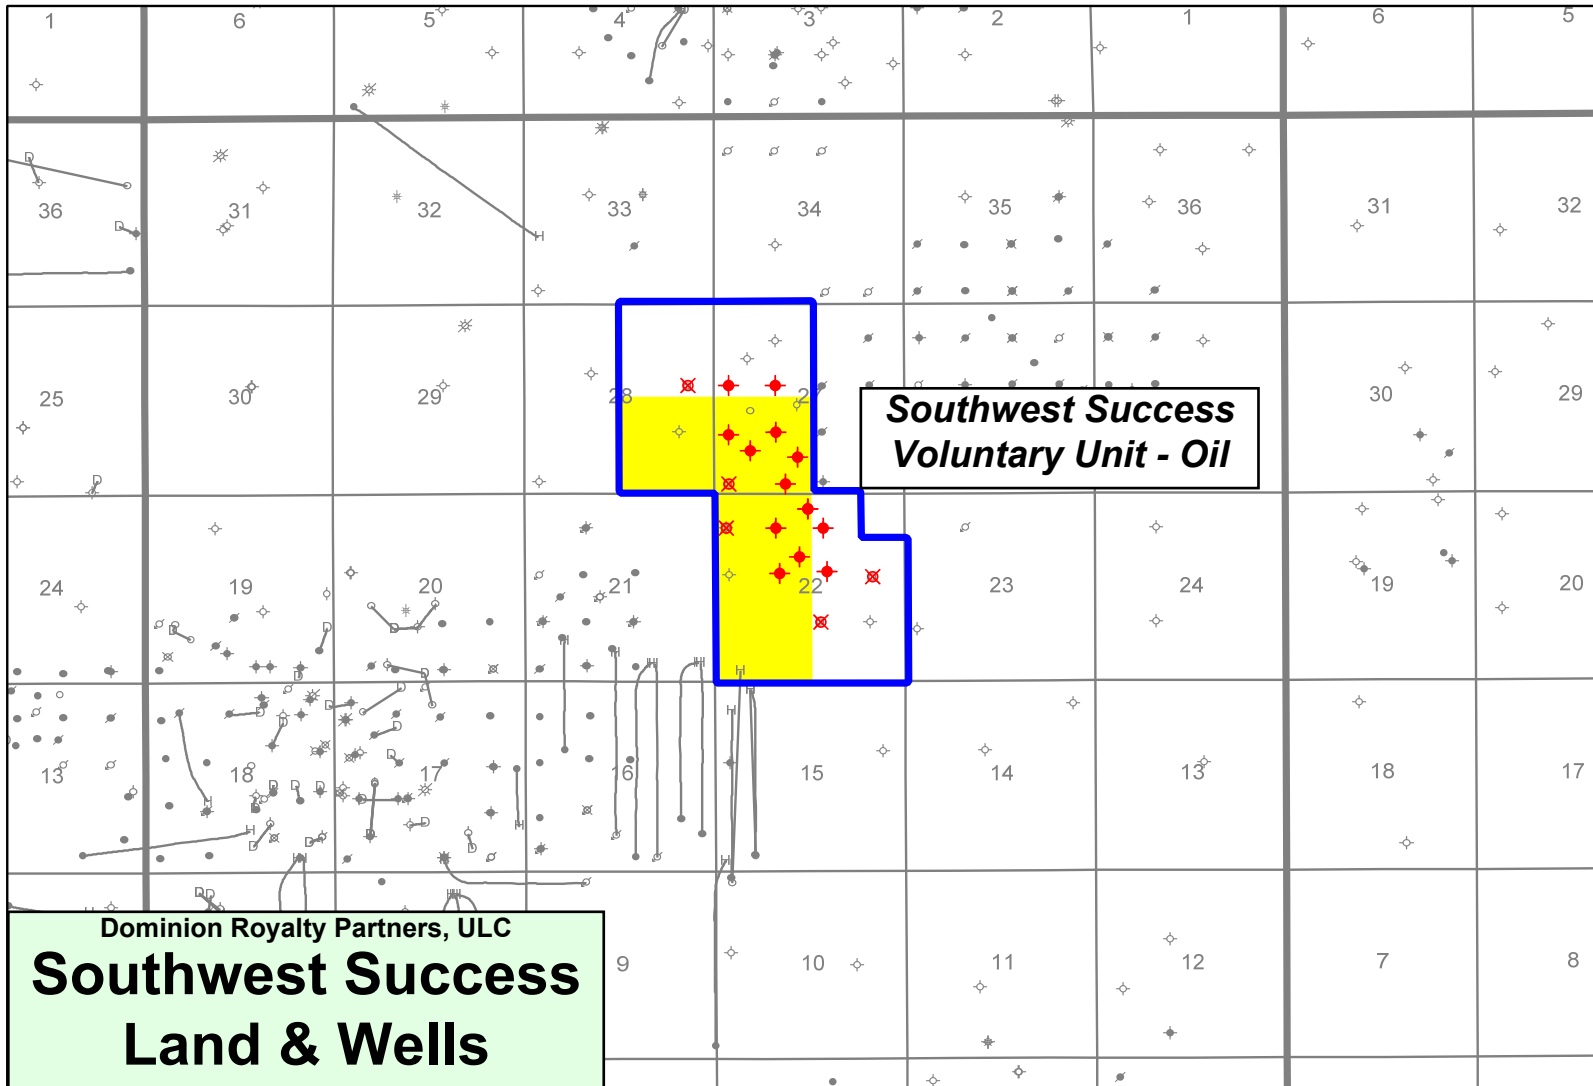 1 6 5 4 3 2 1 6 5
36 31 32 33 34 35 36 31 32
25 30 29 28 27 30 29
Southwest Success
Voluntary Unit - Oil
24 19 20 21 22 23 24 19 20
13 18 17 16 15 14 13 18 17
9 10 11 12 7 8
Dominion Royalty Partners, ULC
Southwest Success
Land & Wells